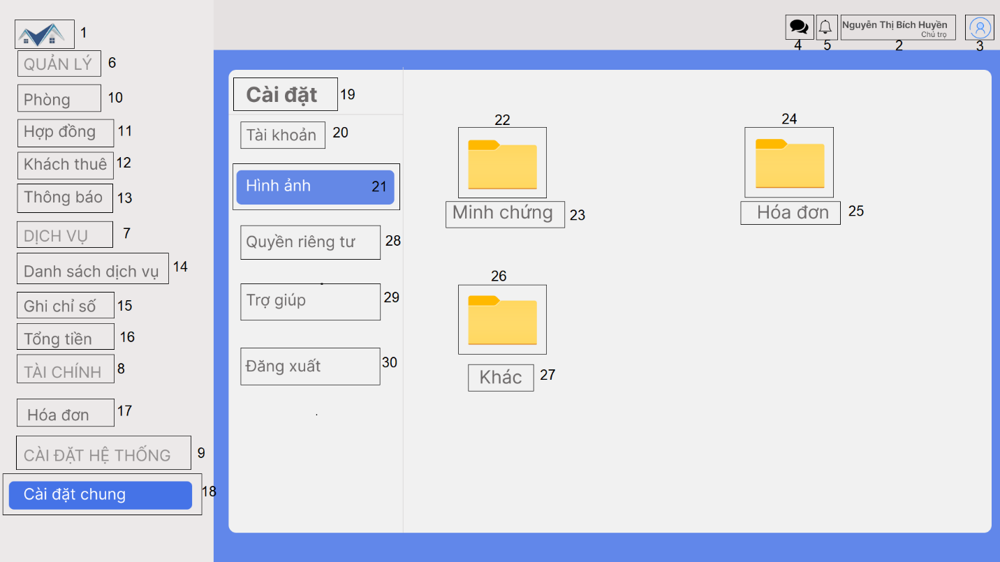 1
QUẢN LÝ 6
Phòng 10
Hợp đồng 11
Khách thuê 12
Thông báo 13
DỊCH VỤ 7
Danh sách dịch vụ 14
Ghi chỉ số 15
Tổng tiền 16
TÀI CHÍNH 8
Hóa đơn 17
CÀI ĐẶT HỆ THỐNG 9
Cài đặt chung 18
Nguyễn Thị Bích Huyền
Chủ trọ
4 5 2 3
Cài đặt 19
Tài khoản 20
Hình ảnh 21
Quyền riêng tư 28
Trợ giúp 29
Đăng xuất 30
22
Minh chứng 23
24
Hóa đơn 25
26
Khác 27